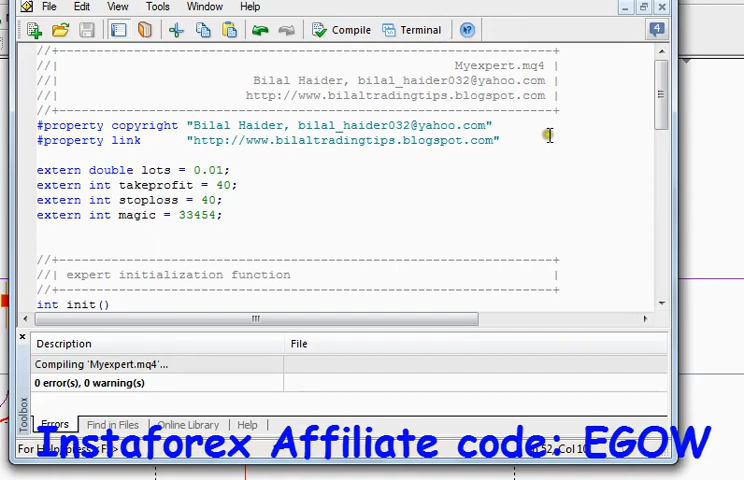 File Edit View Tools Window Help
Compile Terminal 4
//+------------------------------------------------------------------+
//| Myexpert.mq4 |
//| Bilal Haider, bilal_haider032@yahoo.com |
//| http://www.bilaltradingtips.blogspot.com |
//+------------------------------------------------------------------+
#property copyright "Bilal Haider, bilal_haider032@yahoo.com"
#property link "http://www.bilaltradingtips.blogspot.com"
extern double lots = 0.01;
extern int takeprofit = 40;
extern int stoploss = 40;
extern int magic = 33454;
//+------------------------------------------------------------------+
//| expert initialization function |
//+------------------------------------------------------------------+
int init()
Description File
Compiling 'Myexpert.mq4'...
0 error(s), 0 warning(s)
Toolbox
Errors Find in Files Online Library Help
Instaforex Affiliate code: EGOW